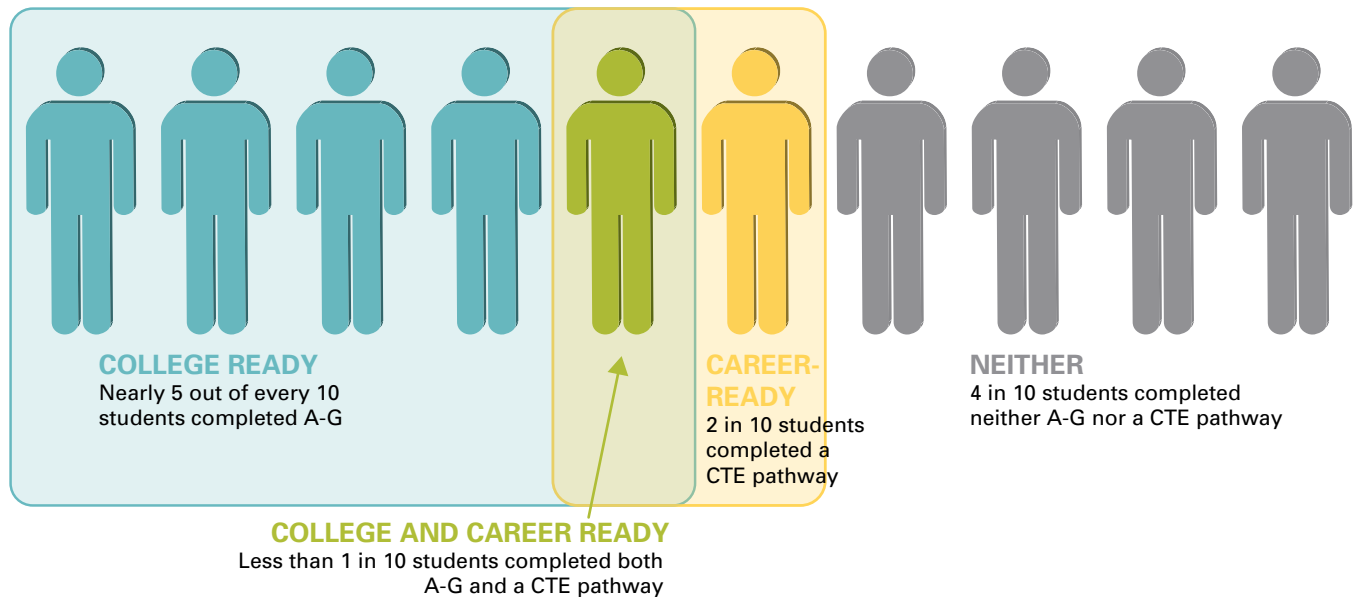 COLLEGE READY
Nearly 5 out of every 10
students completed A-G
CAREER-
READY
2 in 10 students
completed a
CTE pathway
NEITHER
4 in 10 students completed
neither A-G nor a CTE pathway
COLLEGE AND CAREER READY
Less than 1 in 10 students completed both
A-G and a CTE pathway